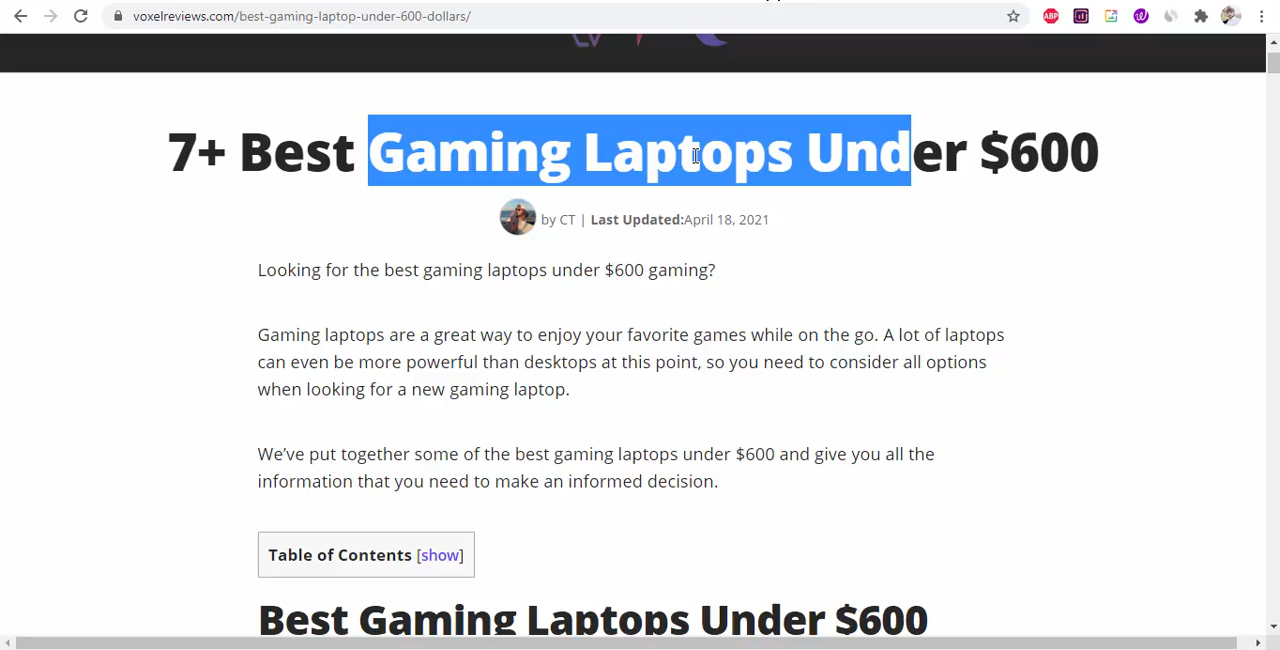 voxelreviews.com/best-gaming-laptop-under-600-dollars/
ABP
7+ Best Gaming Laptops Under $600
by CT | Last Updated:April 18, 2021
Looking for the best gaming laptops under $600 gaming?
Gaming laptops are a great way to enjoy your favorite games while on the go. A lot of laptops
can even be more powerful than desktops at this point, so you need to consider all options
when looking for a new gaming laptop.
We’ve put together some of the best gaming laptops under $600 and give you all the
information that you need to make an informed decision.
Table of Contents [show]
Best Gaming Laptops Under $600